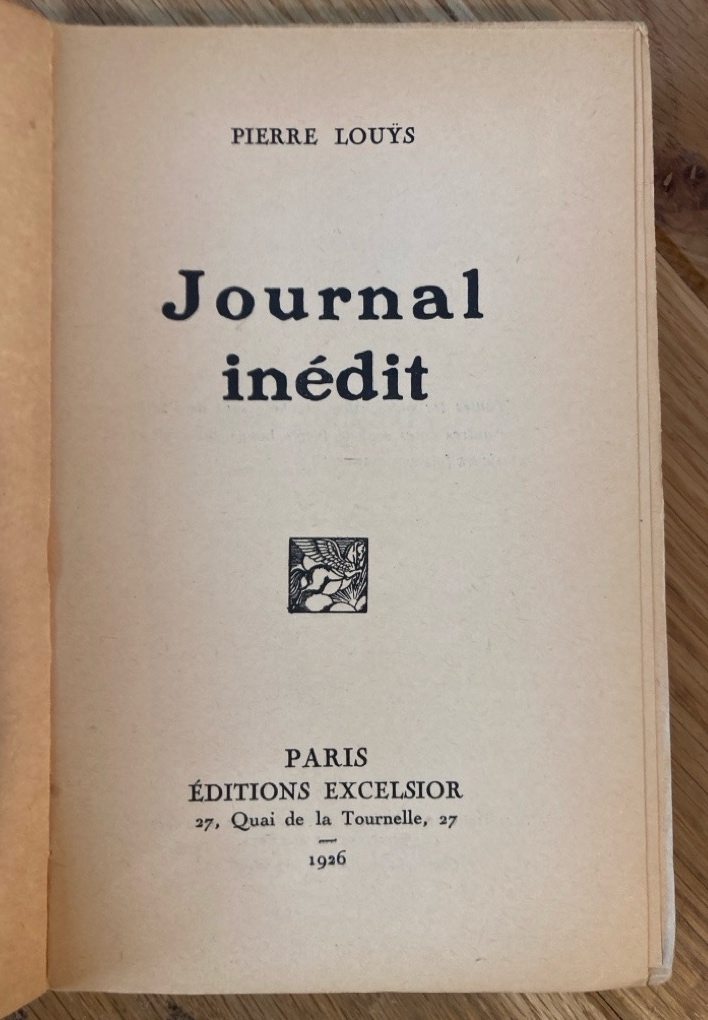 PIERRE LOUŸS
Journal
inédit
PARIS
ÉDITIONS EXCELSIOR
27, Quai de la Tournelle, 27
1926